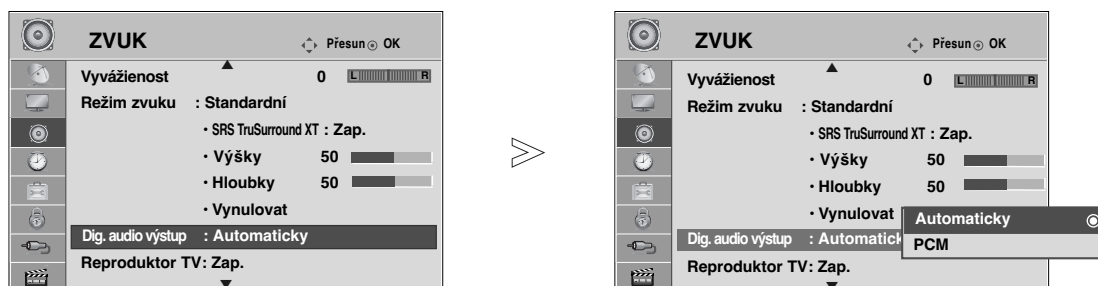 ZVUK
Přesun OK
Vyvážienost 0 L R
Režim zvuku : Standardní
• SRS TruSurround XT : Zap.
• Výšky 50
• Hloubky 50
• Vynulovat
Dig. audio výstup : Automaticky
Reproduktor TV: Zap.
ZVUK
Přesun OK
Vyvážienost 0 L R
Režim zvuku : Standardní
• SRS TruSurround XT : Zap.
• Výšky 50
• Hloubky 50
• Vynulovat
Dig. audio výstup : Automatick
Reproduktor TV: Zap.
Automaticky
PCM